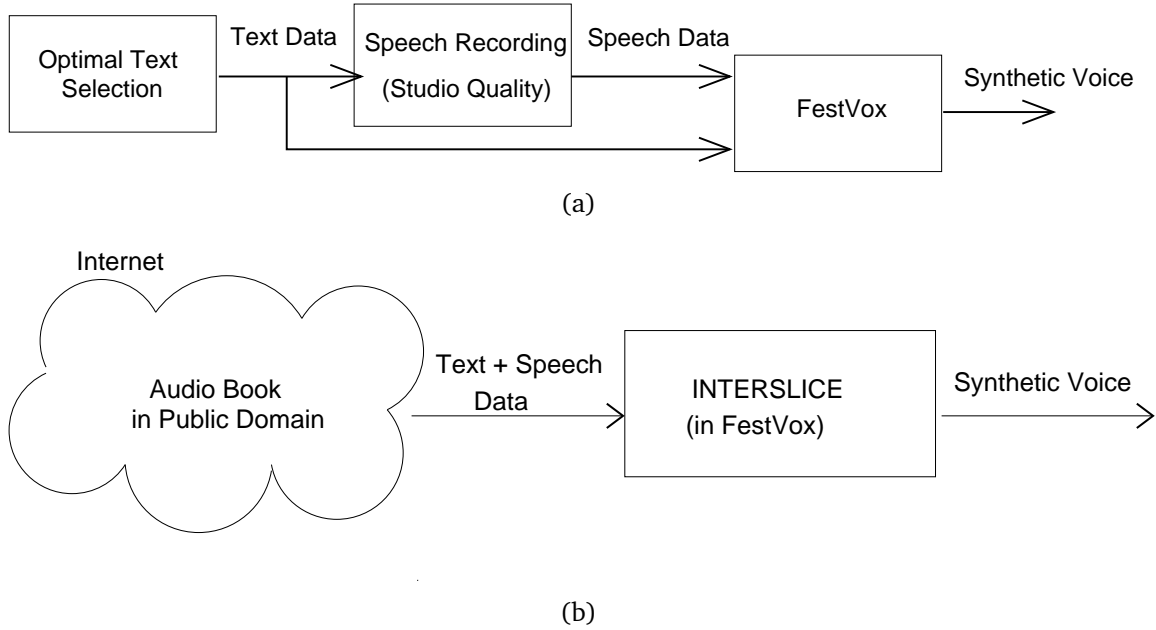 Optimal Text
Selection
Text Data
Speech Recording
(Studio Quality)
Speech Data
FestVox
Synthetic Voice
(a)
Internet
Audio Book
in Public Domain
Text + Speech
Data
INTERSLICE
(in FestVox)
Synthetic Voice
(b)